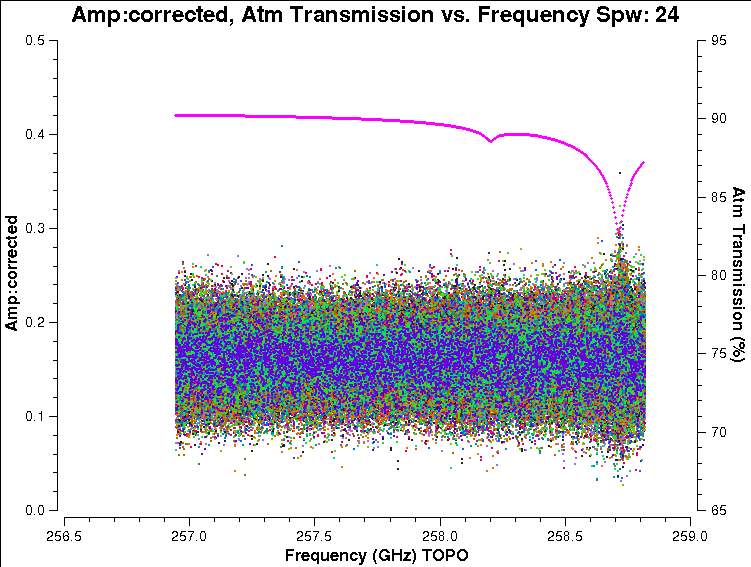 Amp:corrected, Atm Transmission vs. Frequency Spw: 24
0.5
0.4
0.3
0.2
0.1
0.0
Amp:corrected
95
90
85
80
75
70
65
Atm Transmission (%)
256.5 257.0 257.5 258.0 258.5 259.0
Frequency (GHz) TOPO